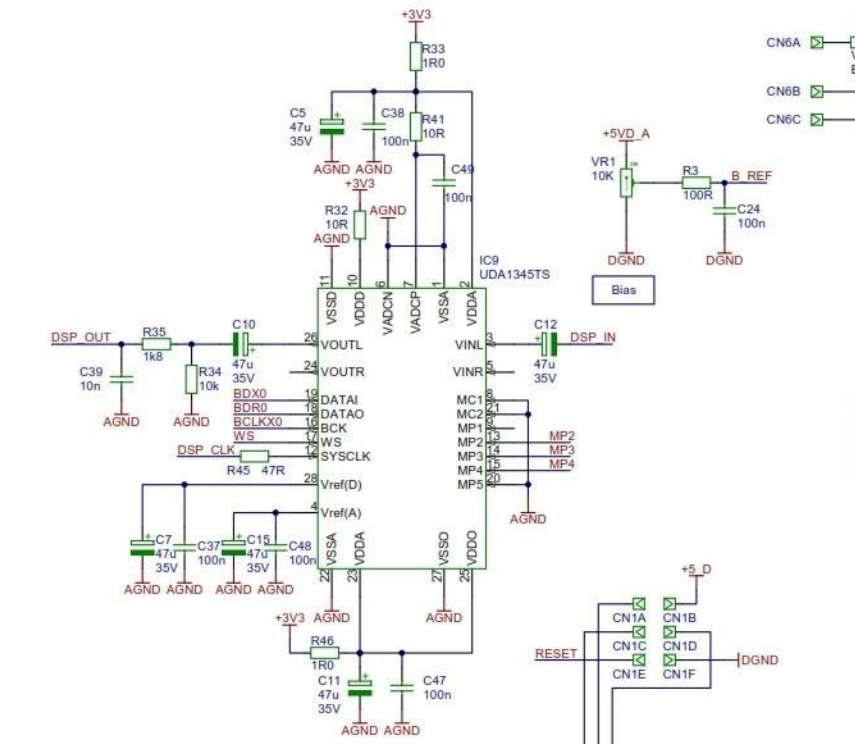 +3V3
R33
1R0
CN6A
CN6B
CN6C
C5
47u
35V
C38
100n
R41
10R
AGND AGND
C49
100n
+3V3
R32
10R
AGND
AGND
+5VD_A
VR1
10K
R3
100R
B_REF
C24
100n
DGND
DGND
Bias
IC9
UDA1345TS
11 10 6 7 1 2
VSSD VDDD VADCN VADCP VSSA VDDA
DSP_OUT
R35
1k8
C10
47u
35V
C39
10n
R34
10k
AGND
AGND
26 VOUTL
24 VOUTR
BDX0 19 DATAI
BDR0 18 DATAO
BCLKX0 16 BCK
WS 17 WS
DSP_CLK 12 SYSCLK
R45 47R
28 Vref(D)
4 Vref(A)
VINL 3
C12
47u
35V
DSP_IN
VINR 5
MC1 8
MC2 21
MP1 9
MP2 13 MP2
MP3 14 MP3
MP4 15 MP4
MP5 20
AGND
C7
47u
35V
C37
100n
C15
47u
35V
C48
100n
AGND AGND AGND AGND
VSSA VDDA VSSO VDDO
22 23 27 25
AGND
AGND
+3V3
R46
1R0
C11
47u
35V
C47
100n
AGND AGND
+5_D
CN1A CN1B
CN1C CN1D
RESET
CN1E CN1F
DGND